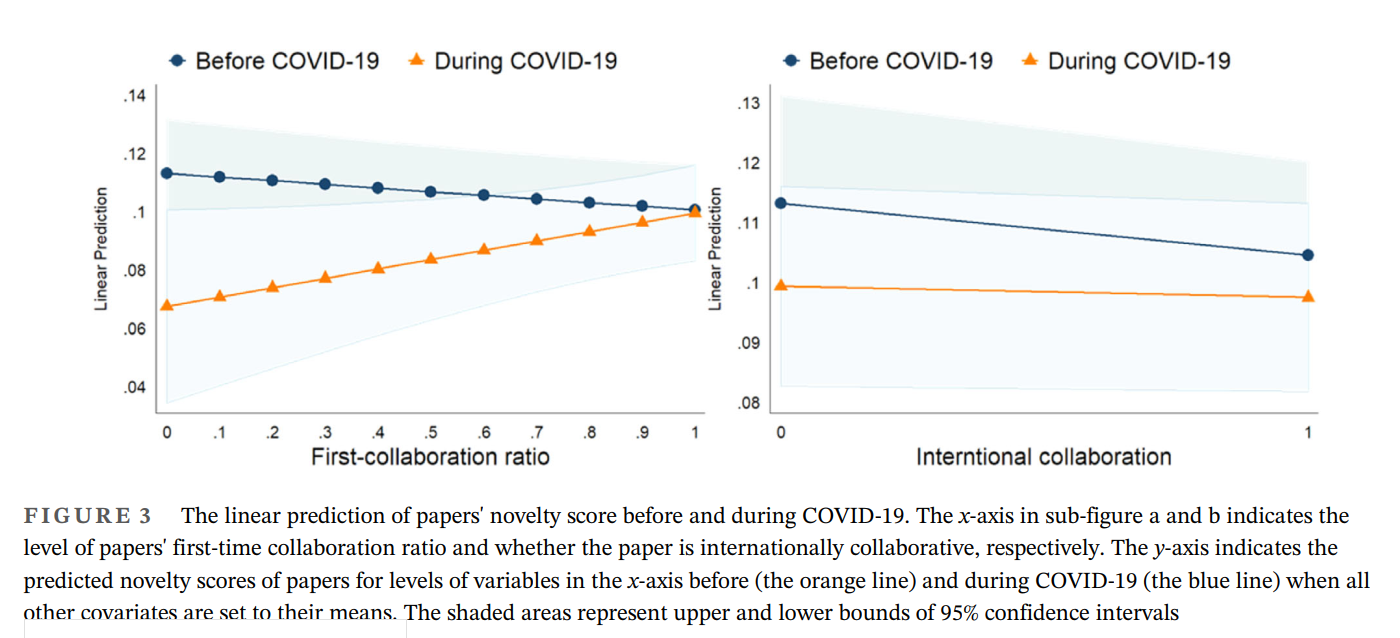 Before COVID-19 During COVID-19
.14
.12
.1
.08
.06
.04
Linear Prediction
0 .1 .2 .3 .4 .5 .6 .7 .8 .9 1
First-collaboration ratio
Before COVID-19 During COVID-19
.13
.12
.11
.1
.09
.08
Linear Prediction
0 1
Interntional collaboration
FIGURE 3 The linear prediction of papers' novelty score before and during COVID-19. The x-axis in sub-figure a and b indicates the
level of papers' first-time collaboration ratio and whether the paper is internationally collaborative, respectively. The y-axis indicates the
predicted novelty scores of papers for levels of variables in the x-axis before (the orange line) and during COVID-19 (the blue line) when all
other covariates are set to their means. The shaded areas represent upper and lower bounds of 95% confidence intervals